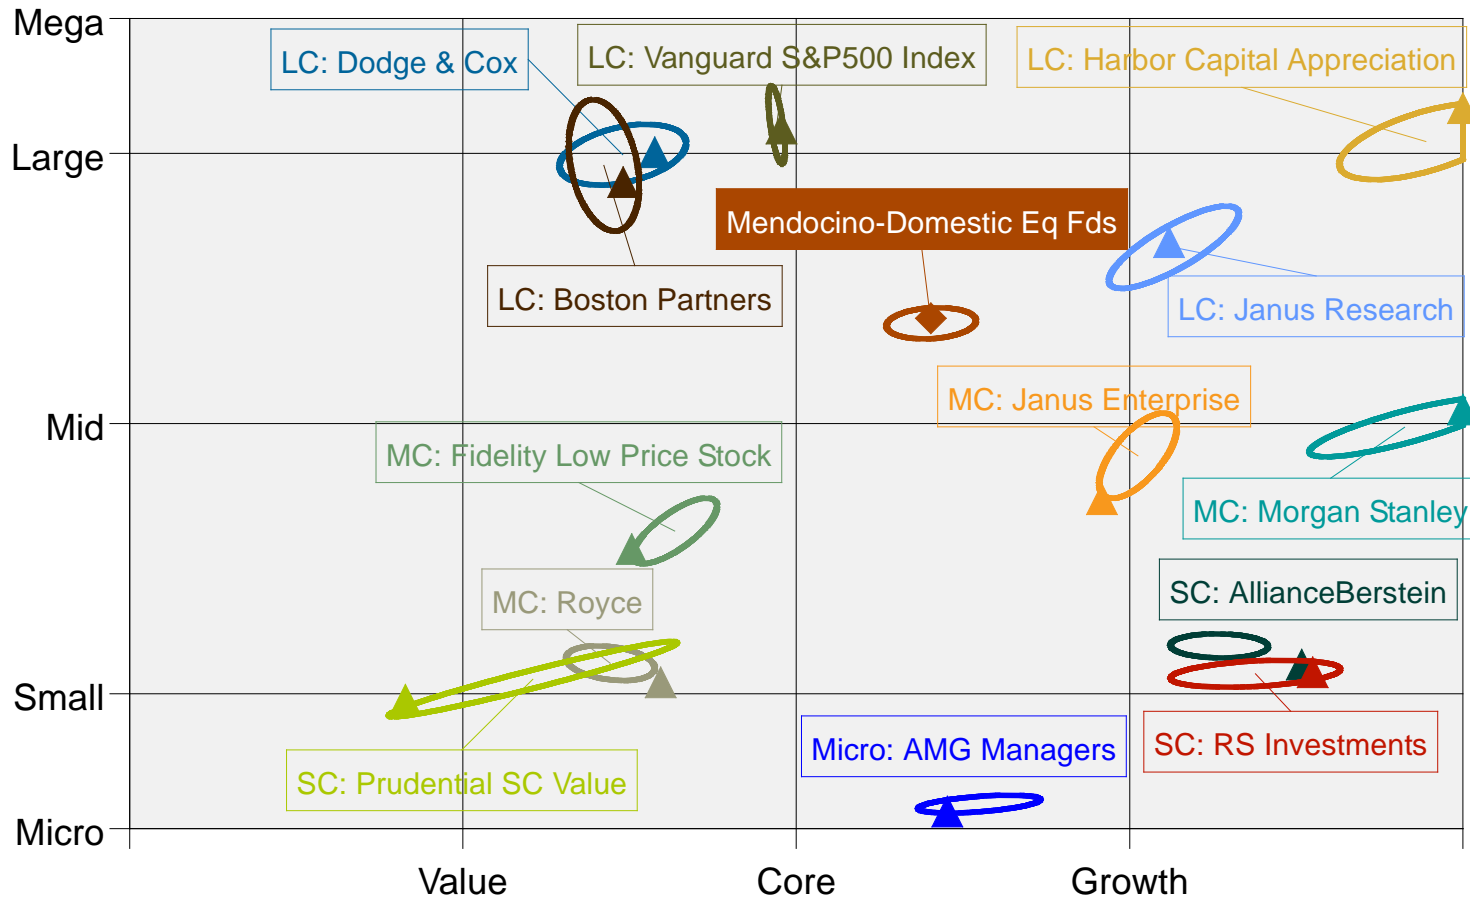 Mega
LC: Dodge & Cox
LC: Vanguard S&P500 Index
LC: Harbor Capital Appreciation
Large
Mendocino-Domestic Eq Fds
LC: Boston Partners
LC: Janus Research
MC: Janus Enterprise
Mid
MC: Fidelity Low Price Stock
MC: Morgan Stanley
SC: AllianceBerstein
MC: Royce
Small
Micro: AMG Managers
SC: RS Investments
SC: Prudential SC Value
Micro
Value
Core
Growth